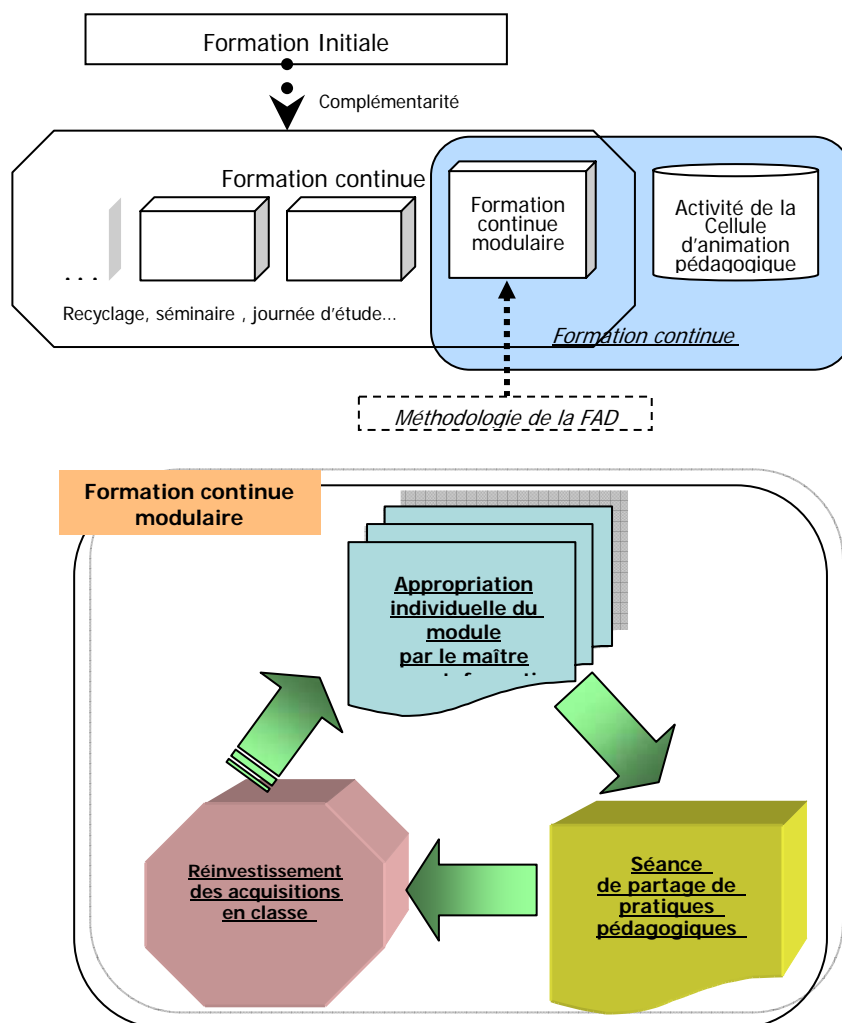 Formation Initiale
Complémentarité
Formation continue
Formation
continue
modulaire
Activité de la
Cellule
d'animation
pédagogique
. . .
Recyclage, séminaire , journée d'étude...
Formation continue
Méthodologie de la FAD
Formation continue
modulaire
Appropriation
individuelle du
module
par le maître
Séance
de partage de
pratiques
pédagogiques
Réinvestissement
des acquisitions
en classe